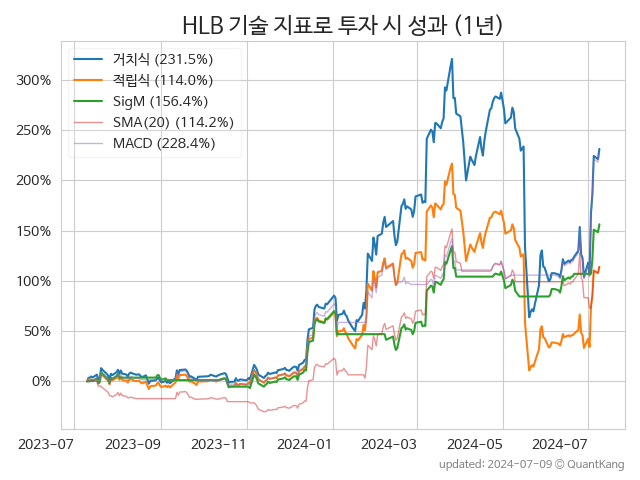 HLB 기술 지표로 투자 시 성과 (1년)
거치식 (231.5%)
적립식 (114.0%)
SigM (156.4%)
SMA(20) (114.2%)
MACD (228.4%)
300%
250%
200%
150%
100%
50%
0%
2023-07 2023-09 2023-11 2024-01 2024-03 2024-05 2024-07
updated: 2024-07-09 © QuantKang